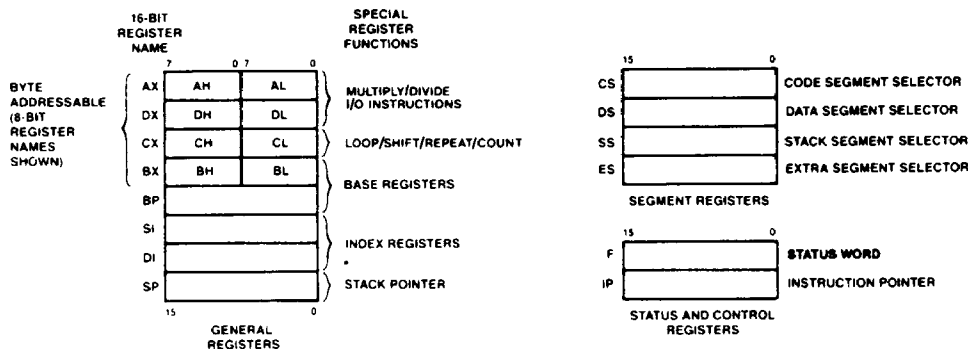 16-BIT
REGISTER
NAME
SPECIAL
REGISTER
FUNCTIONS
7 0 7 0
BYTE
ADDRESSABLE
(8-BIT
REGISTER
NAMES
SHOWN)
AX AH AL
DX DH DL
MULTIPLY/DIVIDE
I/O INSTRUCTIONS
CX CH CL LOOP/SHIFT/REPEAT/COUNT
BX BH BL
BP
BASE REGISTERS
SI
DI
INDEX REGISTERS
SP STACK POINTER
15 0
GENERAL
REGISTERS
15 0
CS CODE SEGMENT SELECTOR
DS DATA SEGMENT SELECTOR
SS STACK SEGMENT SELECTOR
ES EXTRA SEGMENT SELECTOR
SEGMENT REGISTERS
15 0
F STATUS WORD
IP INSTRUCTION POINTER
STATUS AND CONTROL
REGISTERS